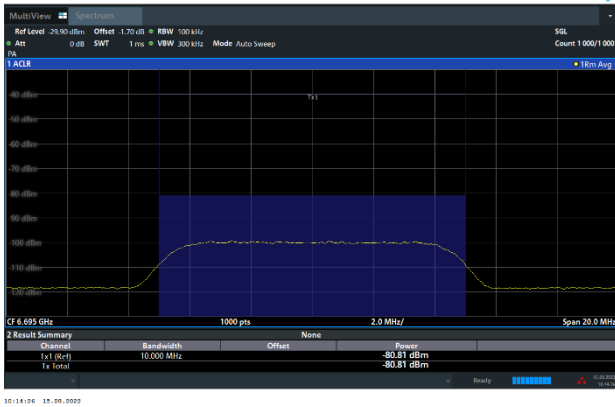 MultiView Spectrum
Ref Level -29.90 dBm Offset -1.70 dB RBW 100 kHz SGL
Att 0 dB SWT 1 ms VBW 300 kHz Mode Auto Sweep Count 1000/1000
PA
1 ACLR 1Rm Avg
Tx1
-40 dBm
-50 dBm
-60 dBm
-70 dBm
-80 dBm
-90 dBm
-100 dBm
-110 dBm
-120 dBm
CF 6.695 GHz 1000 pts 2.0 MHz/ Span 20.0 MHz
2 Result Summary None
Channel Bandwidth Offset Power
Tx1 (Ref) 10.000 MHz -80.81 dBm
Tx Total -80.81 dBm
Ready
10:14:26 15.08.2022